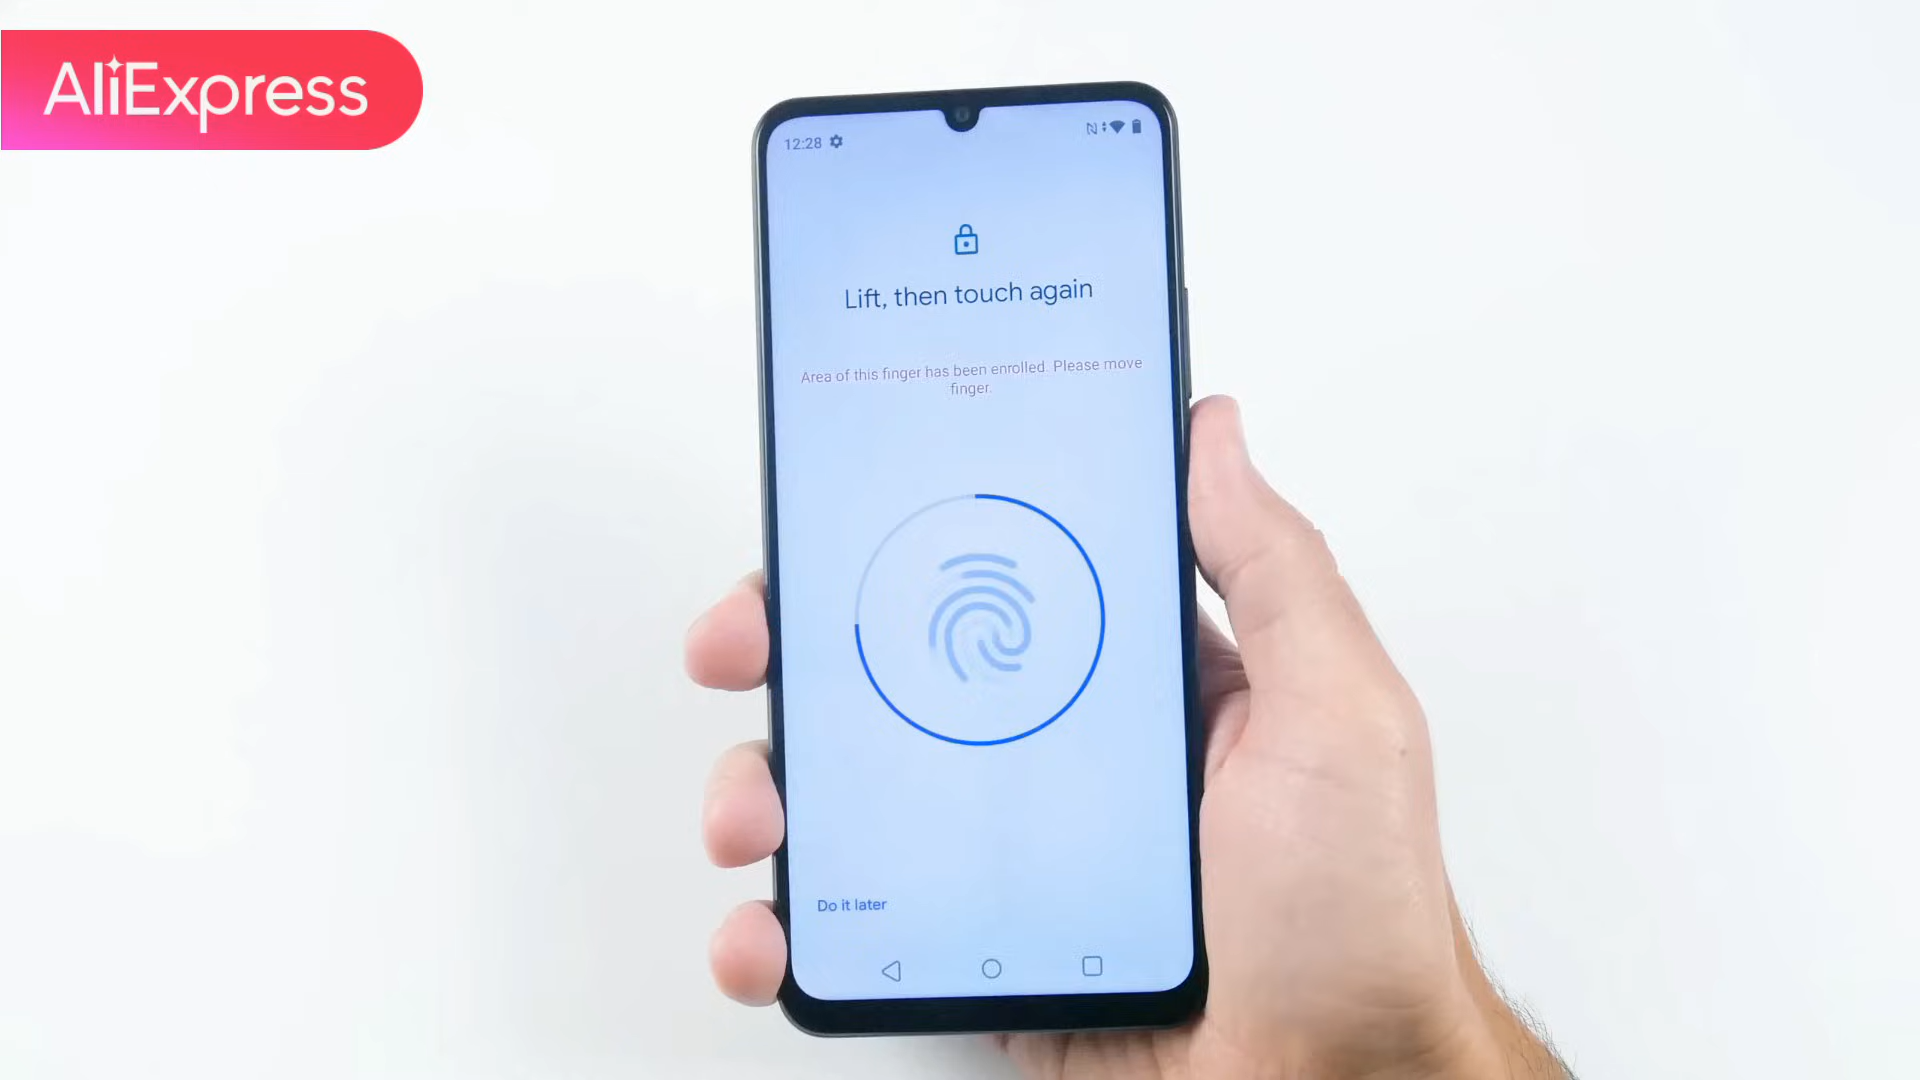 AliExpress
12:28
Lift, then touch again
Area of this finger has been enrolled. Please move
finger.
Do it later